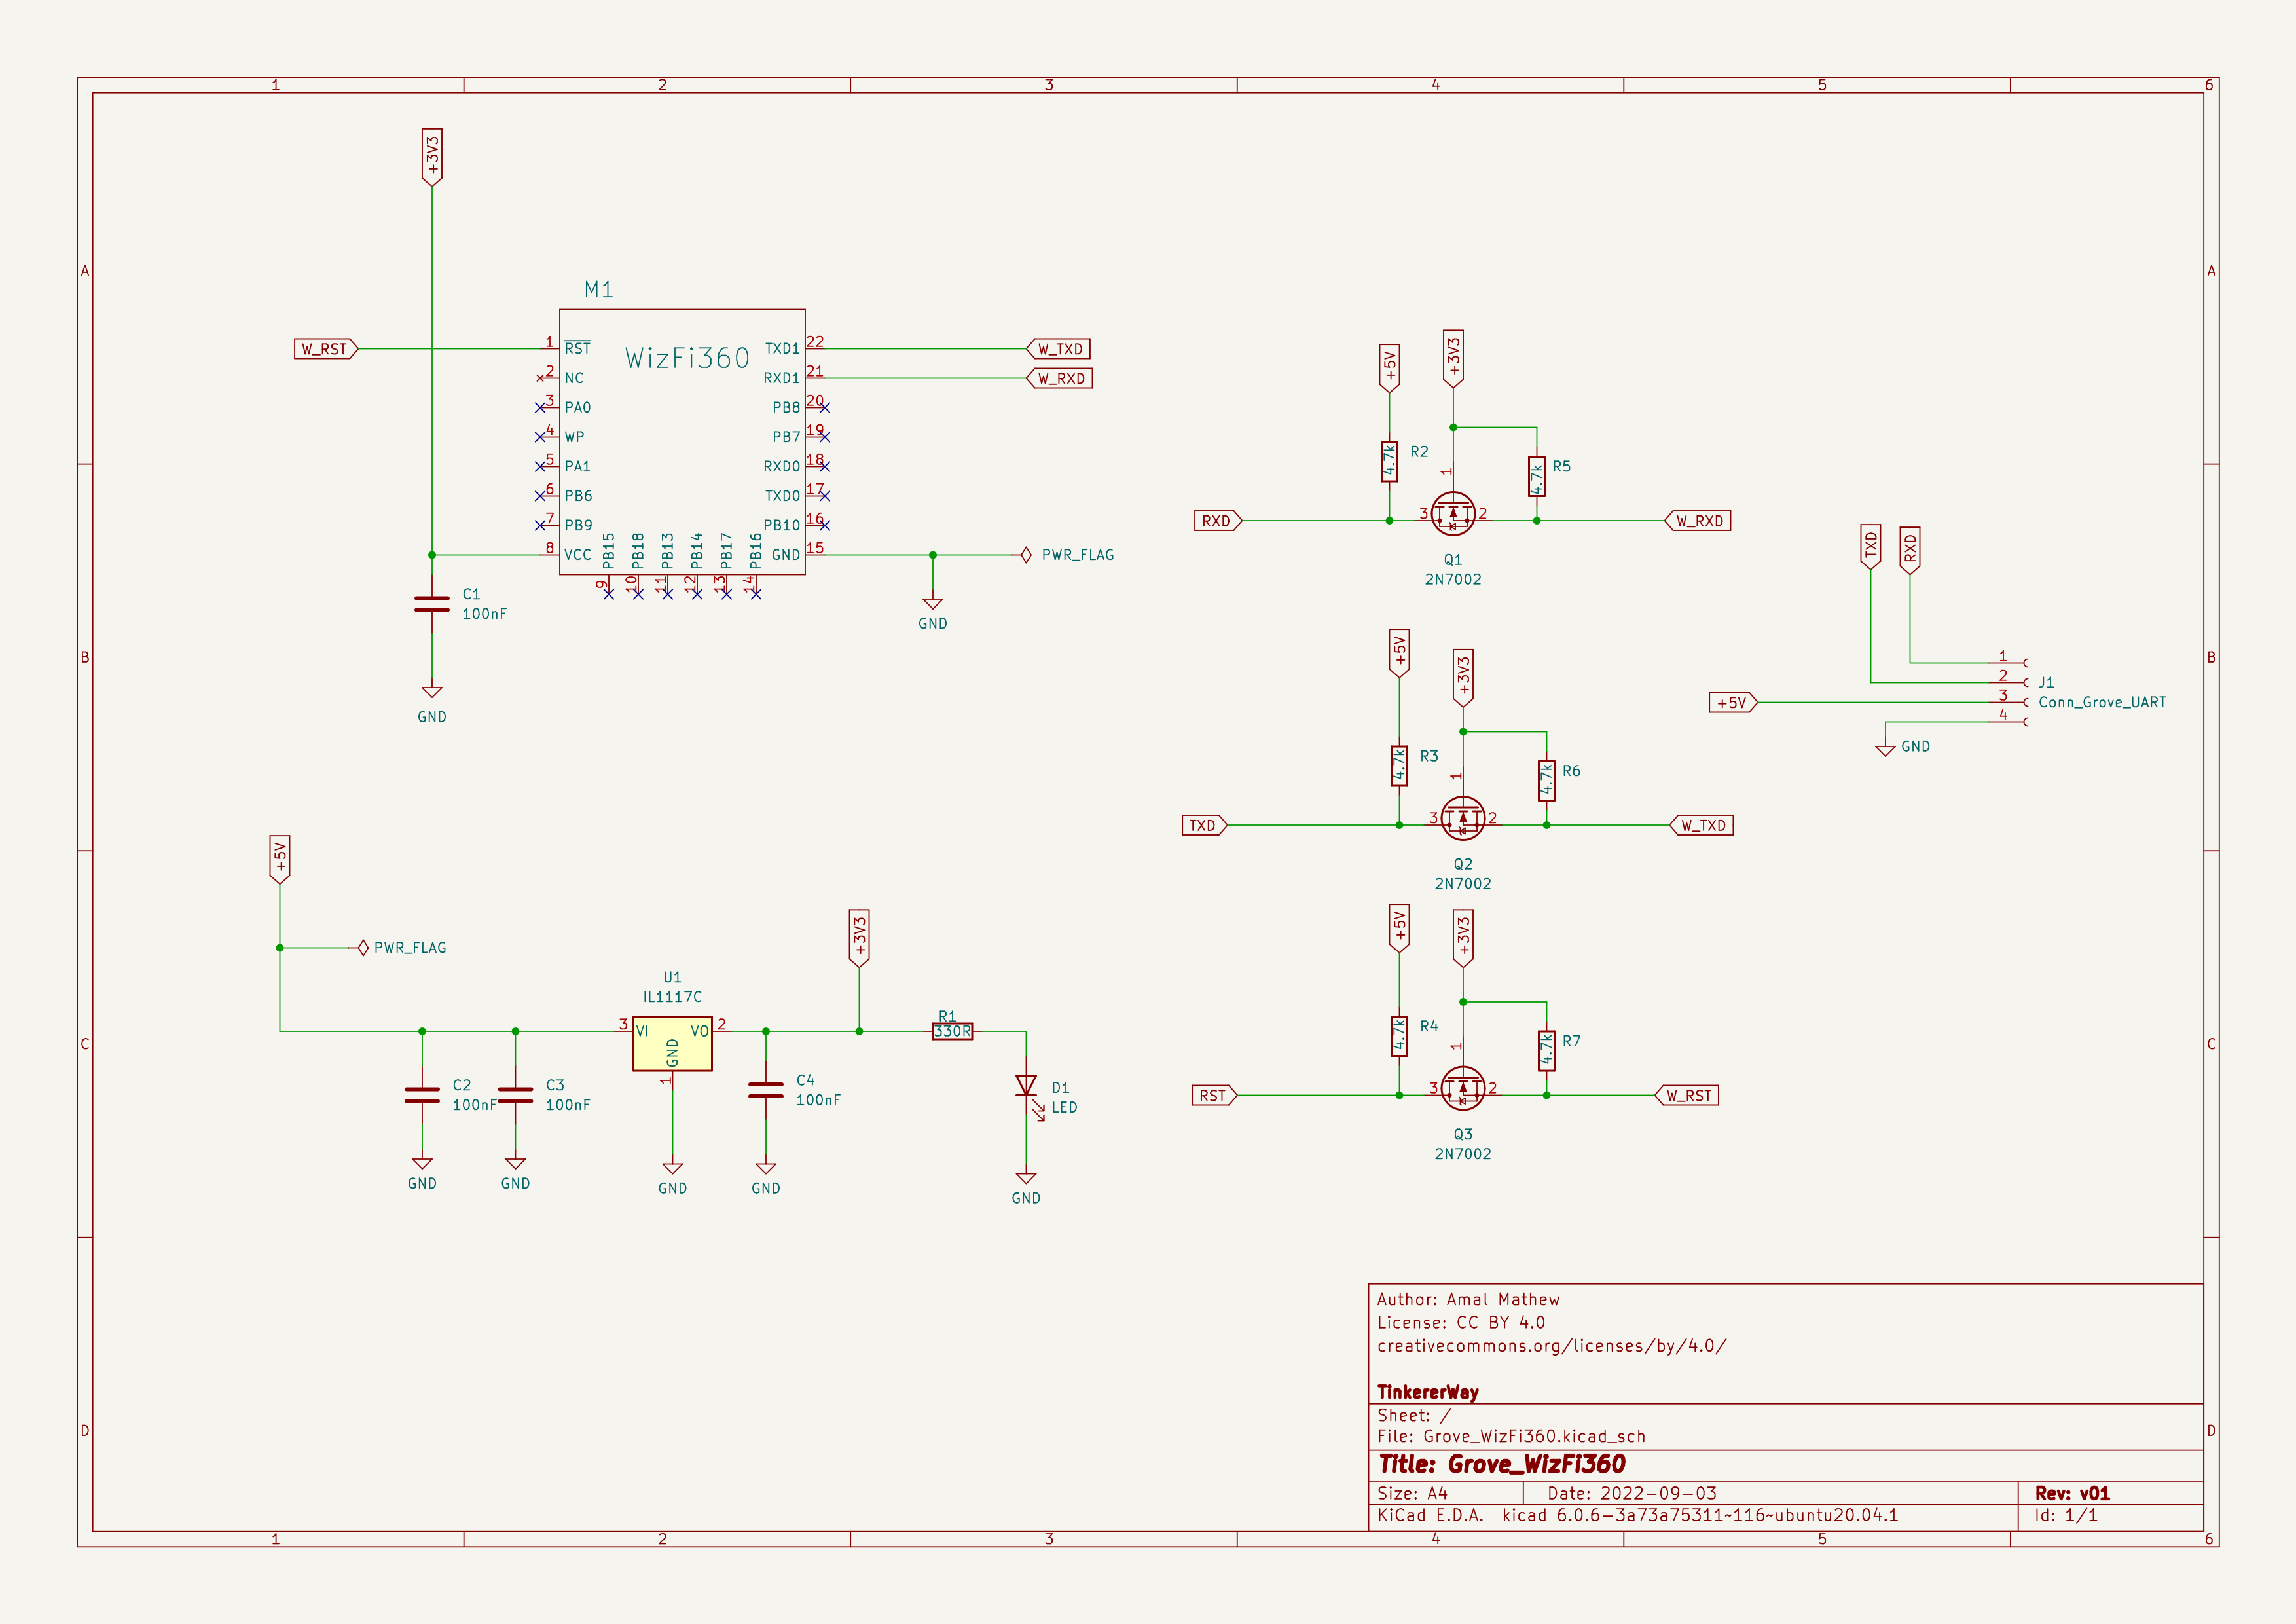 1 2 3 4 5 6
A
B
C
D
A
B
C
D
+3V3
M1
WizFi360
W_RST
1 RST
2 NC
3 PA0
4 WP
5 PA1
6 PB6
7 PB9
8 VCC
9 PB15
10 PB18
11 PB13
12 PB14
13 PB17
14 PB16
TXD1 22
RXD1 21
PB8 20
PB7 19
RXD0 18
TXD0 17
PB10 16
GND 15
W_TXD
W_RXD
PWR_FLAG
GND
C1
100nF
GND
+5V
PWR_FLAG
U1
IL1117C
3 VI
VO 2
GND
1
+3V3
R1
330R
C2
100nF
C3
100nF
C4
100nF
D1
LED
GND
GND
GND
GND
GND
+5V
+3V3
4.7k
R2
1
4.7k
R5
RXD
3
2
W_RXD
Q1
2N7002
+5V
+3V3
4.7k
R3
1
4.7k
R6
TXD
3
2
W_TXD
Q2
2N7002
+5V
+3V3
4.7k
R4
1
4.7k
R7
RST
3
2
W_RST
Q3
2N7002
TXD
RXD
+5V
1
2
3
4
J1
Conn_Grove_UART
GND
Author: Amal Mathew
License: CC BY 4.0
creativecommons.org/licenses/by/4.0/
TinkererWay
Sheet: /
File: Grove_WizFi360.kicad_sch
Title: Grove_WizFi360
Size: A4
Date: 2022-09-03
Rev: v01
KiCad E.D.A. kicad 6.0.6-3a73a75311~116~ubuntu20.04.1
Id: 1/1
1 2 3 4 5 6